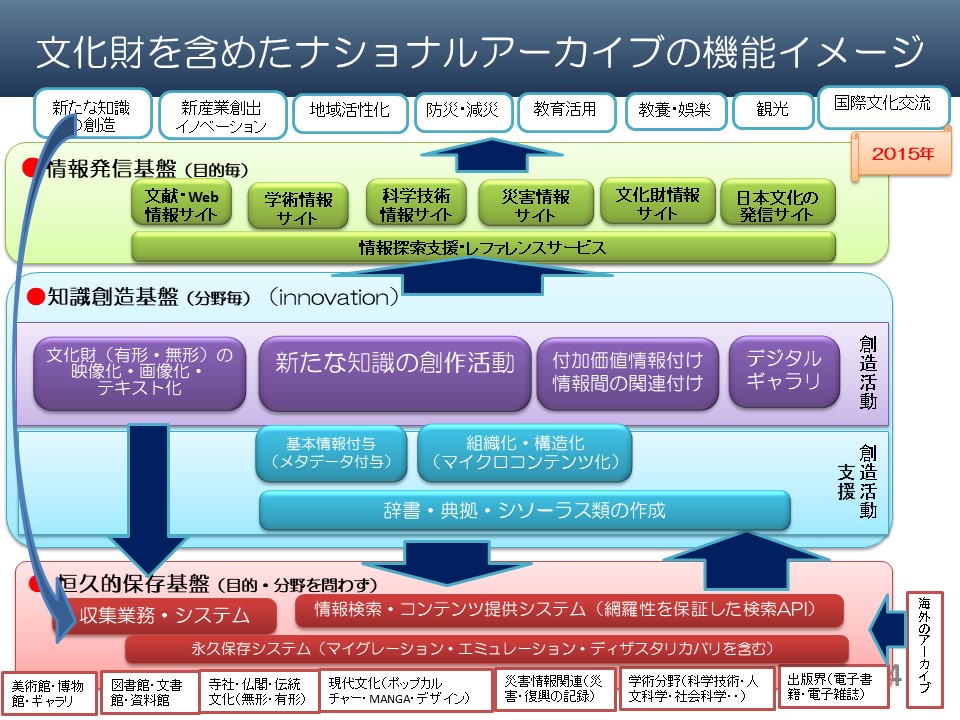 文化財を含めたナショナルアーカイブの機能イメージ
新たな知識
の創造
新産業創出
イノベーション
地域活性化
防災・減災
教育活用
教養・娯楽
観光
国際文化交流
2015年
●情報発信基盤（目的毎）
文献・Web
情報サイト
学術情報
サイト
科学技術
情報サイト
災害情報
サイト
文化財情報
サイト
日本文化の
発信サイト
情報探索支援・レファレンスサービス
●知識創造基盤（分野毎）（innovation）
文化財（有形・無形）の
映像化・画像化・
テキスト化
新たな知識の創作活動
付加価値情報付け
情報間の関連付け
デジタル
ギャラリ
創造活動
基本情報付与
（メタデータ付与）
組織化・構造化
（マイクロコンテンツ化）
辞書・典拠・シソーラス類の作成
創造活動
支援
●恒久的保存基盤（目的・分野を問わず）
収集業務・システム
情報検索・コンテンツ提供システム（網羅性を保証した検索API）
永久保存システム（マイグレーション・エミュレーション・ディザスタリカバリを含む）
海外のアーカイブ
美術館・博物
館・ギャラリ
図書館・文書
館・資料館
寺社・仏閣・伝統
文化（無形・有形）
現代文化（ポップカル
チャー・MANGA・デザイン）
災害情報関連（災
害・復興の記録）
学術分野（科学技術・人
文科学・社会科学・・）
出版界（電子書
籍・電子雑誌）
4